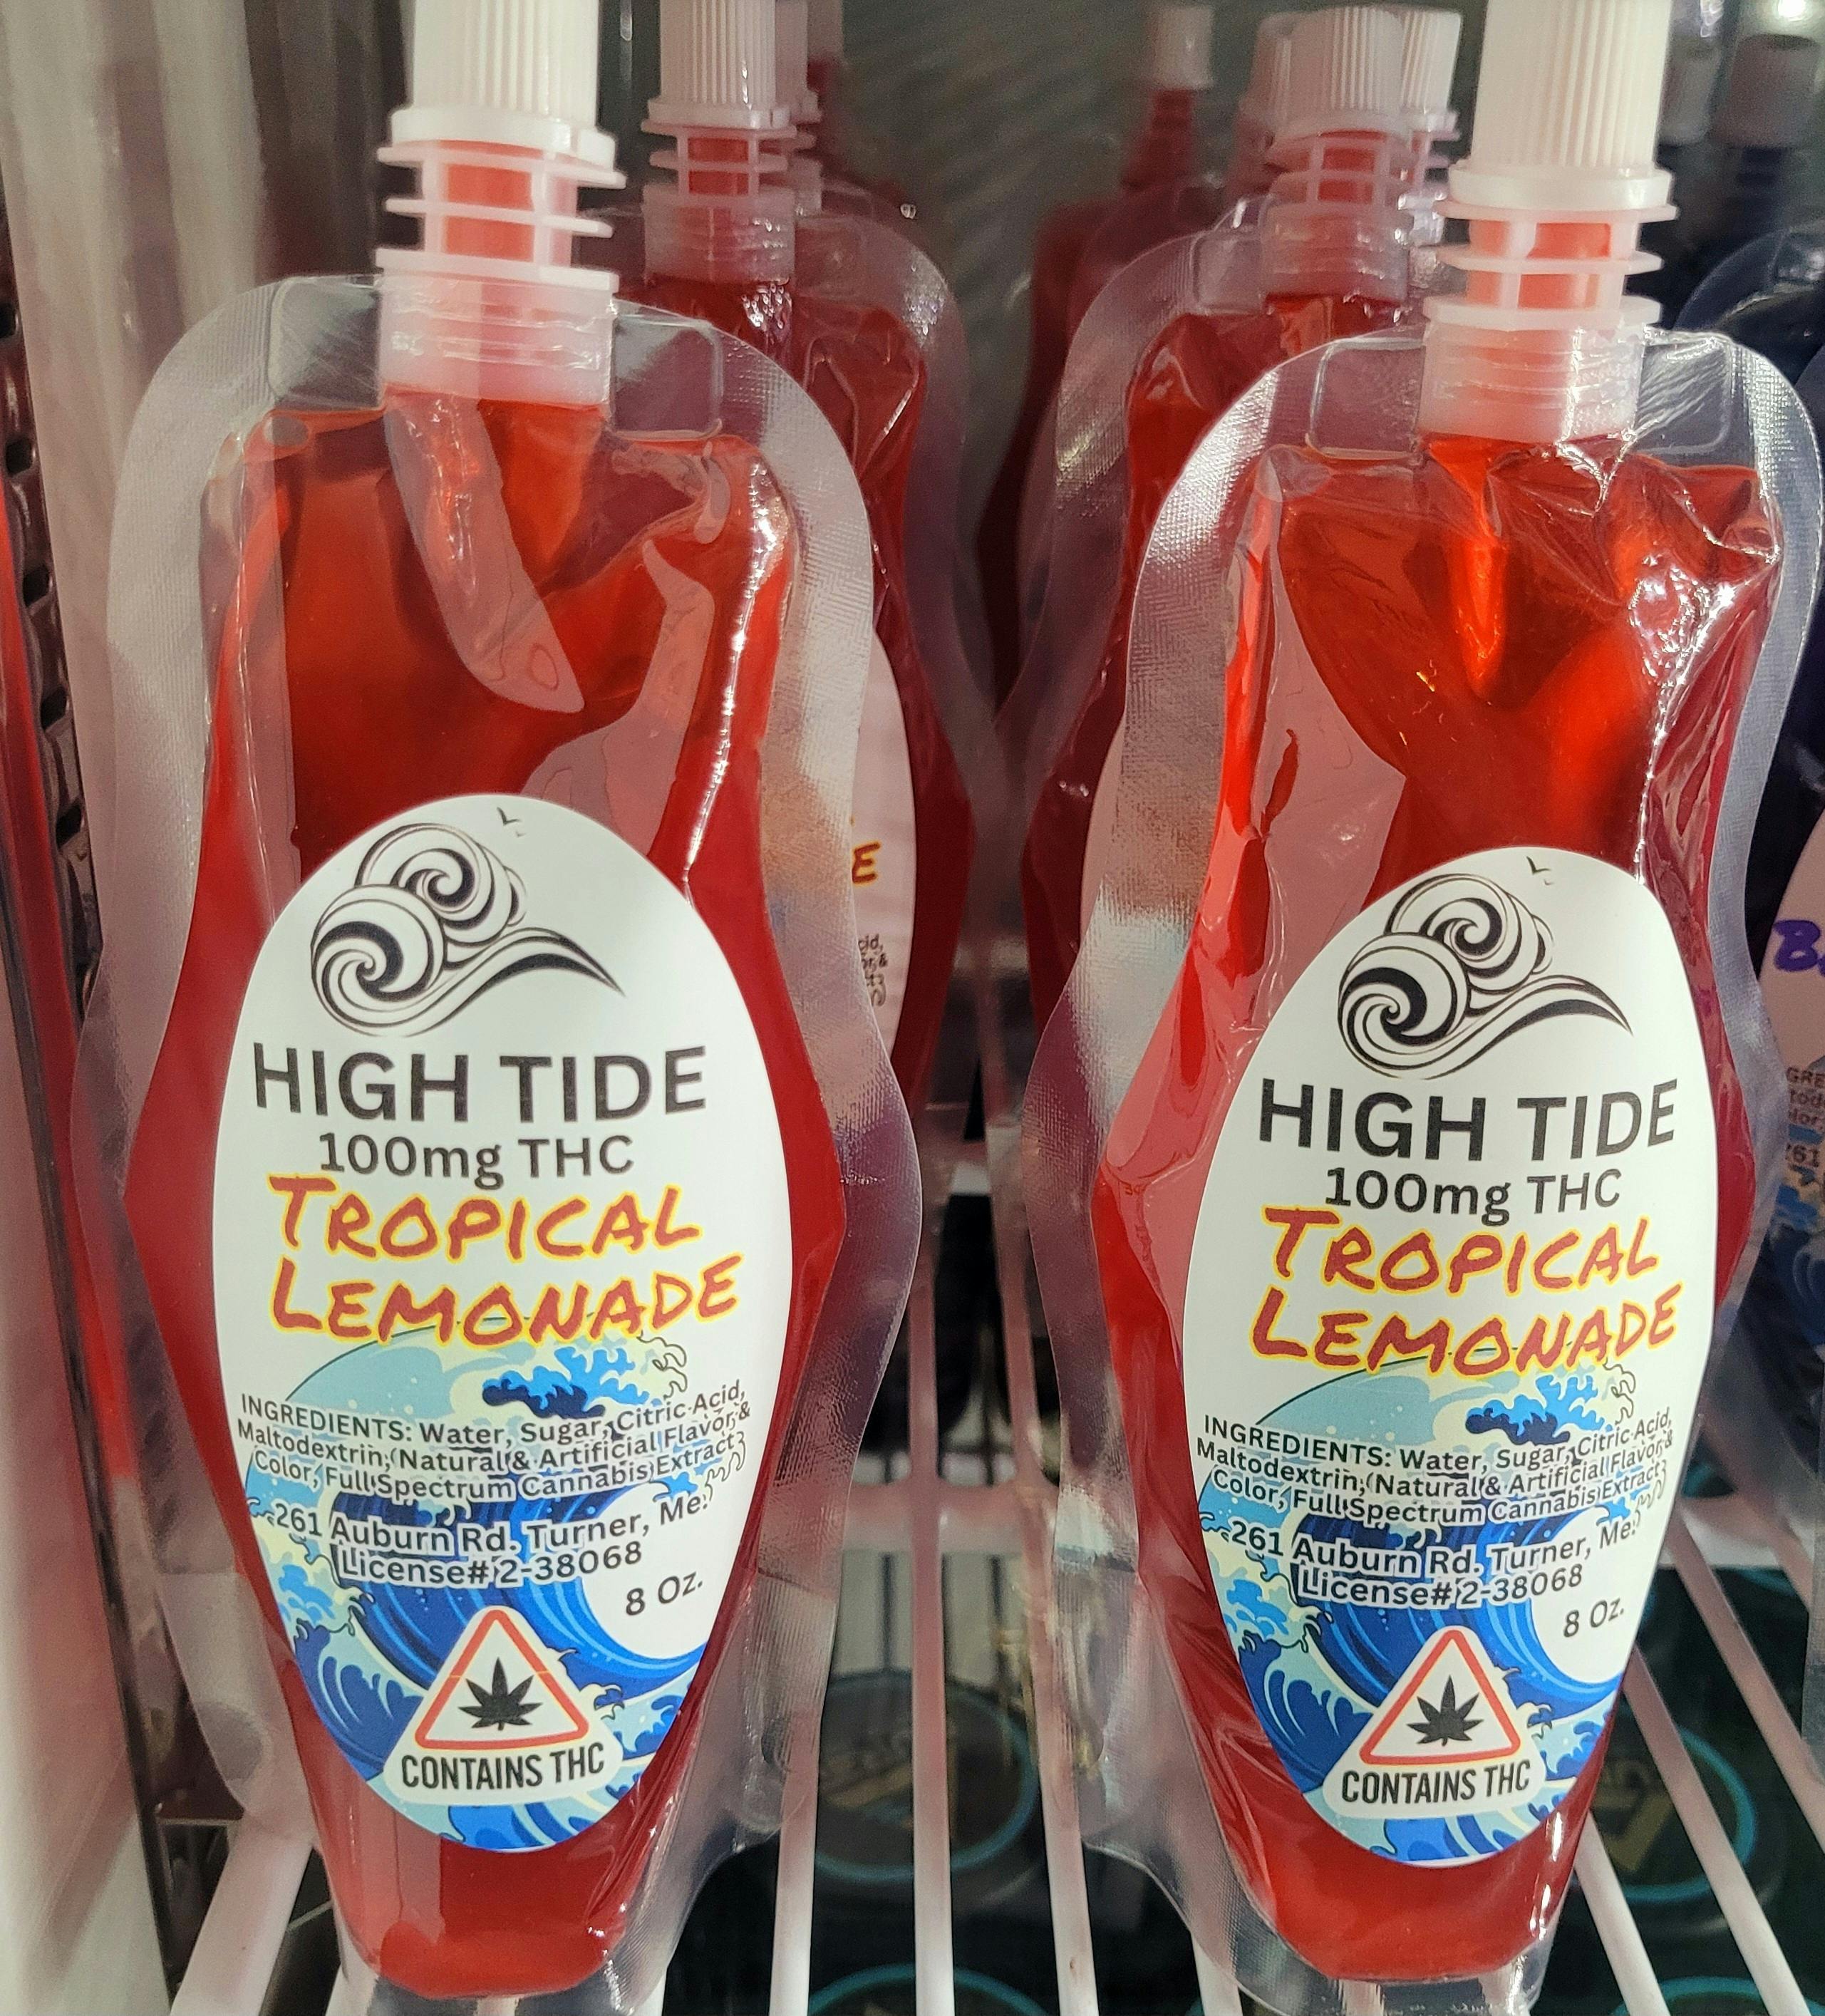 HIGH TIDE
100mg THC
TROPICAL
LEMONADE
INGREDIENTS: Water, Sugar, Citric Acid,
Maltodextrin, Natural & Artificial Flavor &
Color, Full Spectrum Cannabis Extract
261 Auburn Rd. Turner, Me.
License# 2-38068
8 Oz.
CONTAINS THC
HIGH TIDE
100mg THC
TROPICAL
LEMONADE
INGREDIENTS: Water, Sugar, Citric Acid,
Maltodextrin, Natural & Artificial Flavor &
Color, Full Spectrum Cannabis Extract
261 Auburn Rd. Turner, Me.
License# 2-38068
8 Oz.
CONTAINS THC